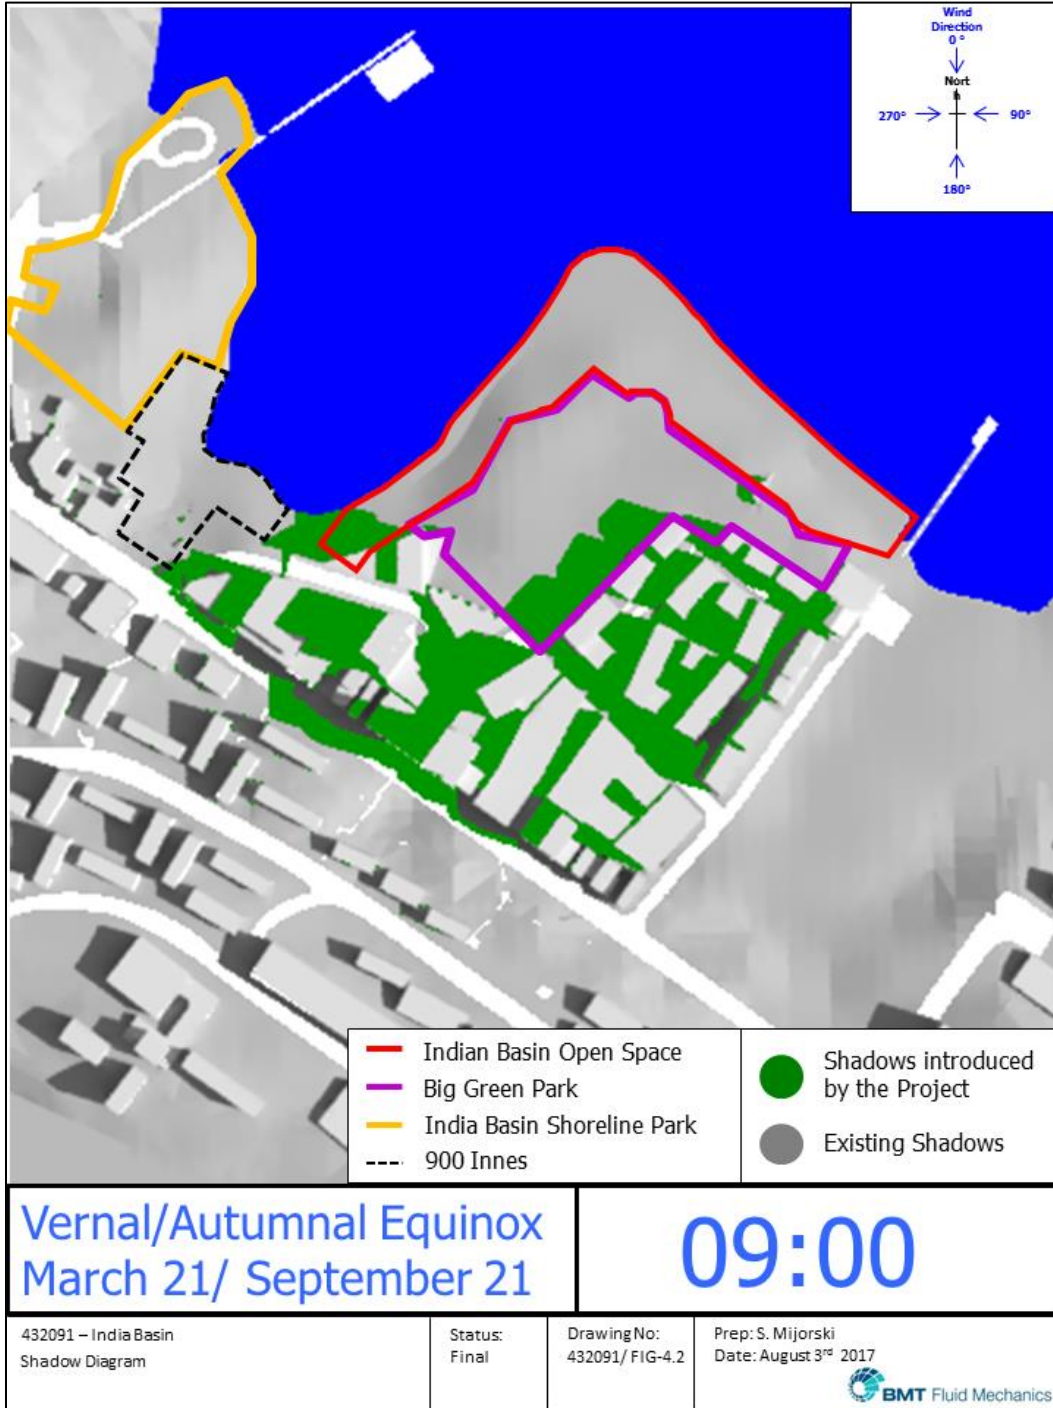 Wind
Direction
0 °
Nort
h
270°
90°
180°
Indian Basin Open Space
Big Green Park
India Basin Shoreline Park
900 Innes
Shadows introduced
by the Project
Existing Shadows
Vernal/Autumnal Equinox
March 21/ September 21
09:00
432091 – India Basin
Shadow Diagram
Status:
Final
Drawing No:
432091/ FIG-4.2
Prep: S. Mijorski
Date: August 3rd 2017
BMT Fluid Mechanics